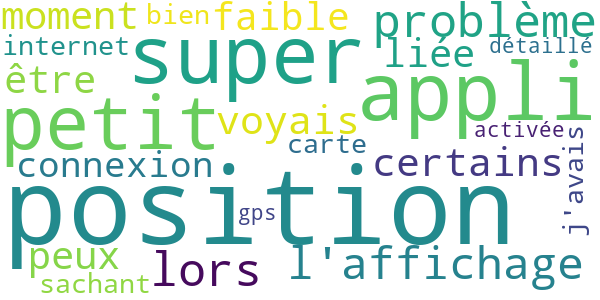 moment bien faible problème
internet super liée détaillé
être appli
petit voyais activée
connexion carte certains j'avais
position gps
peux lors l'affichage
sachant